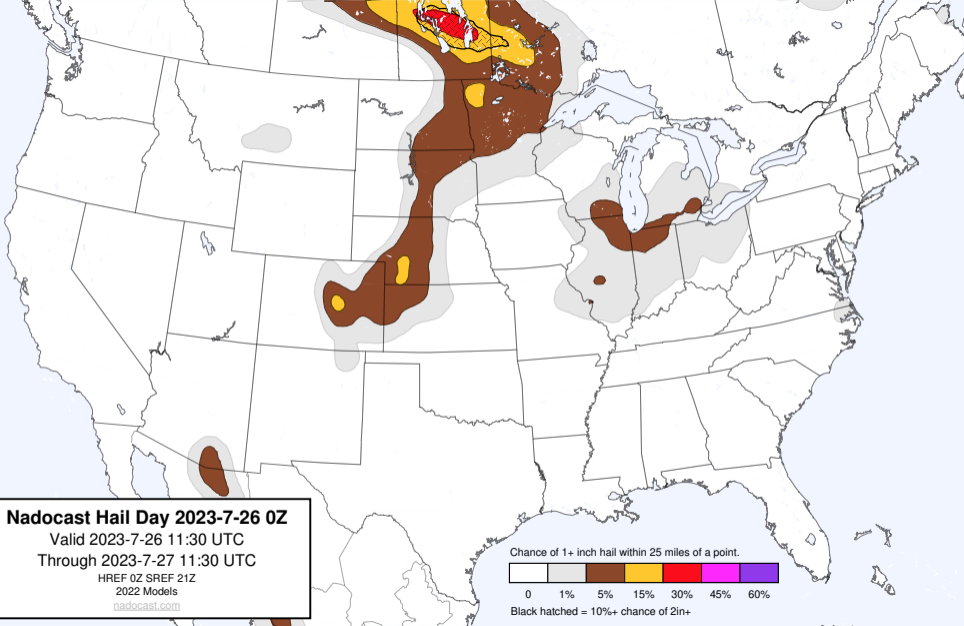 Nadocast Hail Day 2023-7-26 0Z
Valid 2023-7-26 11:30 UTC
Through 2023-7-27 11:30 UTC
HREF 0Z SREF 21Z
2022 Models
nadocast.com
Chance of 1+ inch hail within 25 miles of a point.
0 1% 5% 15% 30% 45% 60%
Black hatched = 10%+ chance of 2in+